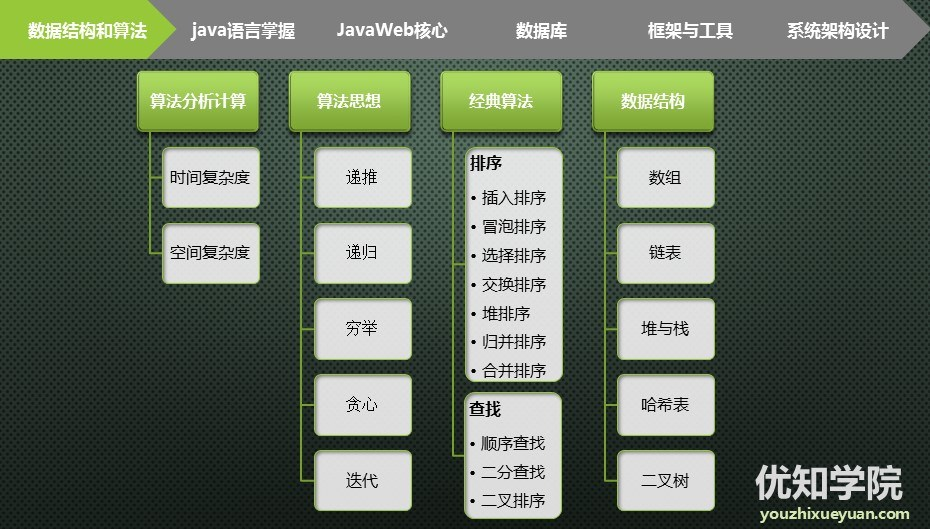 数据结构和算法
java语言掌握
JavaWeb核心
数据库
框架与工具
系统架构设计
算法分析计算
时间复杂度
空间复杂度
算法思想
递推
递归
穷举
贪心
迭代
经典算法
排序
• 插入排序
• 冒泡排序
• 选择排序
• 交换排序
• 堆排序
• 归并排序
• 合并排序
查找
• 顺序查找
• 二分查找
• 二叉排序
数据结构
数组
链表
堆与栈
哈希表
二叉树
优知学院
youzhixueyuan.com